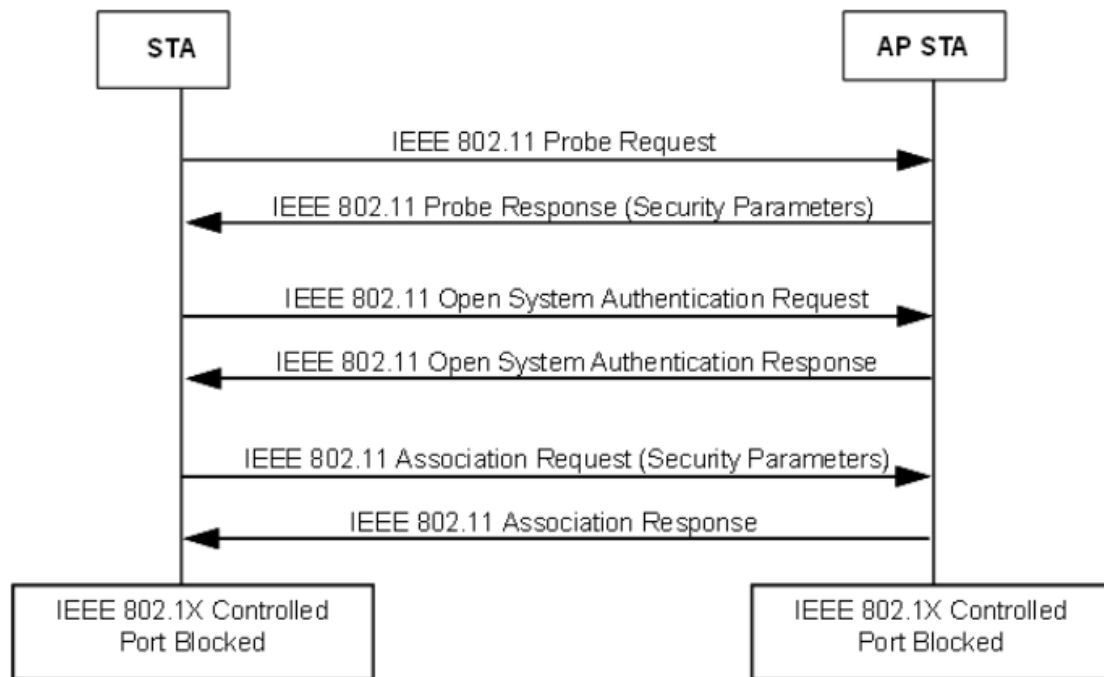 STA
AP STA
IEEE 802.11 Probe Request
IEEE 802.11 Probe Response (Security Parameters)
IEEE 802.11 Open System Authentication Request
IEEE 802.11 Open System Authentication Response
IEEE 802.11 Association Request (Security Parameters)
IEEE 802.11 Association Response
IEEE 802.1X Controlled
Port Blocked
IEEE 802.1X Controlled
Port Blocked